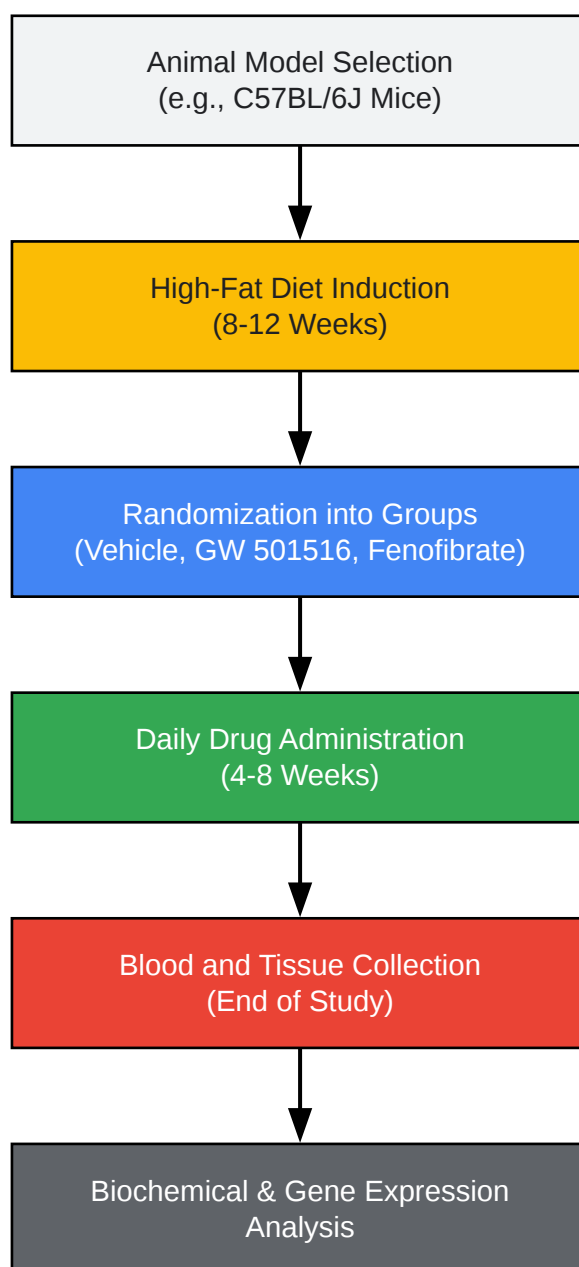 Animal Model Selection
(e.g., C57BL/6J Mice)
High-Fat Diet Induction
(8-12 Weeks)
Randomization into Groups
(Vehicle, GW 501516, Fenofibrate)
Daily Drug Administration
(4-8 Weeks)
Blood and Tissue Collection
(End of Study)
Biochemical & Gene Expression
Analysis